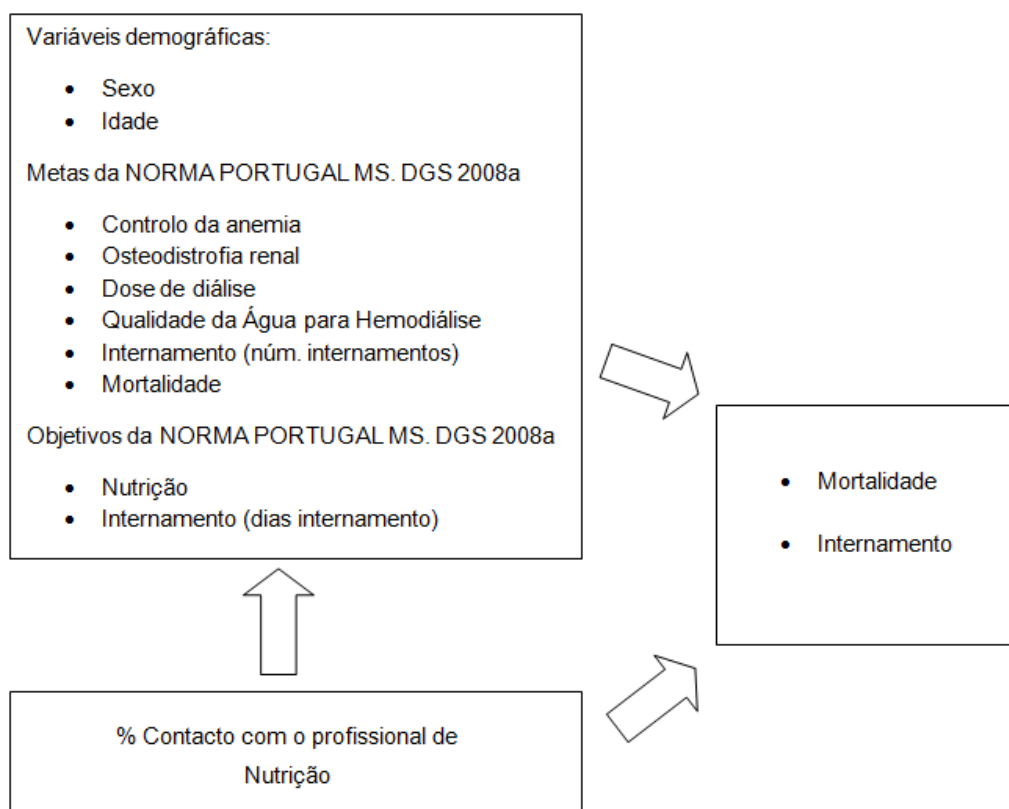 Variáveis demográficas:
• Sexo
• Idade
Metas da NORMA PORTUGAL MS. DGS 2008a
• Controlo da anemia
• Osteodistrofia renal
• Dose de diálise
• Qualidade da Água para Hemodiálise
• Internamento (núm. internamentos)
• Mortalidade
Objetivos da NORMA PORTUGAL MS. DGS 2008a
• Nutrição
• Internamento (dias internamento)
• Mortalidade
• Internamento
% Contacto com o profissional de
Nutrição